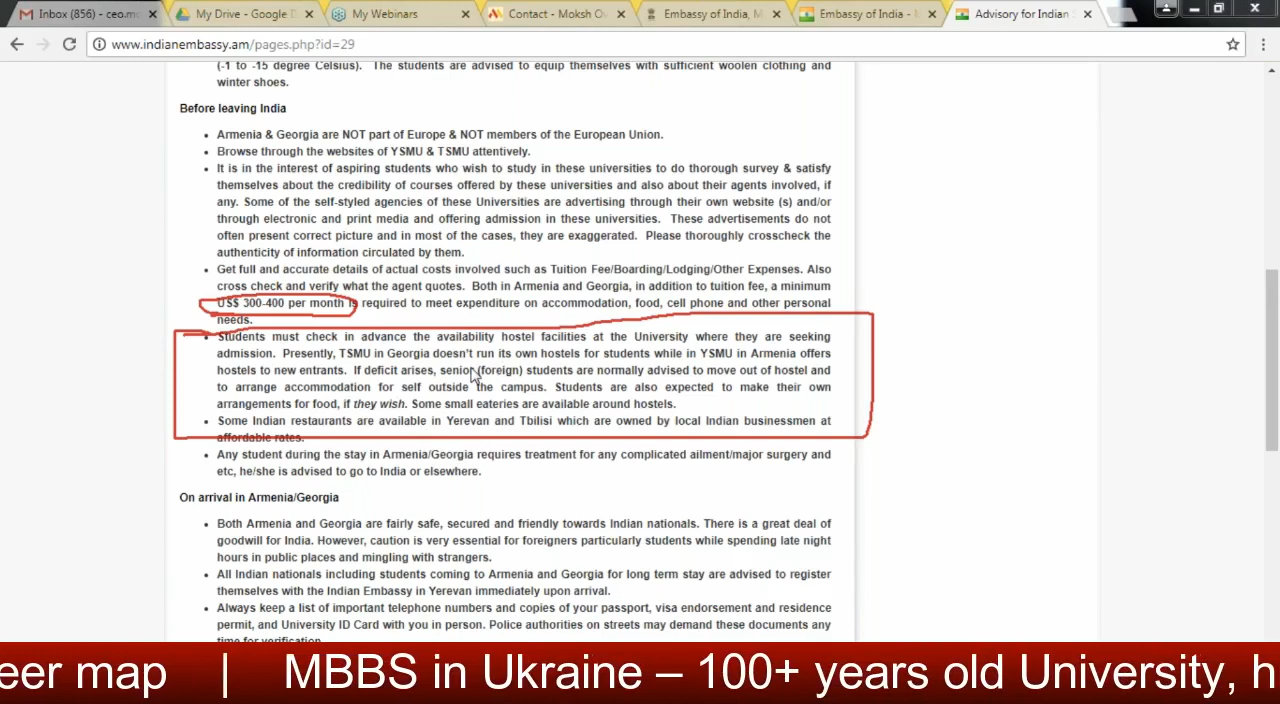 Inbox (856) - ceo.mo
My Drive - Google D
My Webinars
Contact - Moksh Ov
Embassy of India, M
Embassy of India -
Advisory for Indian S
www.indianembassy.am/pages.php?id=29
(-1 to -15 degree Celsius). The students are advised to equip themselves with sufficient woolen clothing and
winter shoes.
Before leaving India
• Armenia & Georgia are NOT part of Europe & NOT members of the European Union.
• Browse through the websites of YSMU & TSMU attentively.
• It is in the interest of aspiring students who wish to study in these universities to do thorough survey & satisfy
themselves about the credibility of courses offered by these universities and also about their agents involved, if
any. Some of the self-styled agencies of these Universities are advertising through their own website (s) and/or
through electronic and print media and offering admission in these universities. These advertisements do not
often present correct picture and in most of the cases, they are exaggerated. Please thoroughly crosscheck the
authenticity of information circulated by them.
• Get full and accurate details of actual costs involved such as Tuition Fee/Boarding/Lodging/Other Expenses. Also
cross check and verify what the agent quotes. Both in Armenia and Georgia, in addition to tuition fee, a minimum
US$ 300-400 per month is required to meet expenditure on accommodation, food, cell phone and other personal
needs.
• Students must check in advance the availability hostel facilities at the University where they are seeking
admission. Presently, TSMU in Georgia doesn't run its own hostels for students while in YSMU in Armenia offers
hostels to new entrants. If deficit arises, senior (foreign) students are normally advised to move out of hostel and
to arrange accommodation for self outside the campus. Students are also expected to make their own
arrangements for food, if they wish. Some small eateries are available around hostels.
• Some Indian restaurants are available in Yerevan and Tbilisi which are owned by local Indian businessmen at
affordable rates.
• Any student during the stay in Armenia/Georgia requires treatment for any complicated ailment/major surgery and
etc, he/she is advised to go to India or elsewhere.
On arrival in Armenia/Georgia
• Both Armenia and Georgia are fairly safe, secured and friendly towards Indian nationals. There is a great deal of
goodwill for India. However, caution is very essential for foreigners particularly students while spending late night
hours in public places and mingling with strangers.
• All Indian nationals including students coming to Armenia and Georgia for long term stay are advised to register
themselves with the Indian Embassy in Yerevan immediately upon arrival.
• Always keep a list of important telephone numbers and copies of your passport, visa endorsement and residence
permit, and University ID Card with you in person. Police authorities on streets may demand these documents any
time for verification
eer map | MBBS in Ukraine – 100+ years old University, h